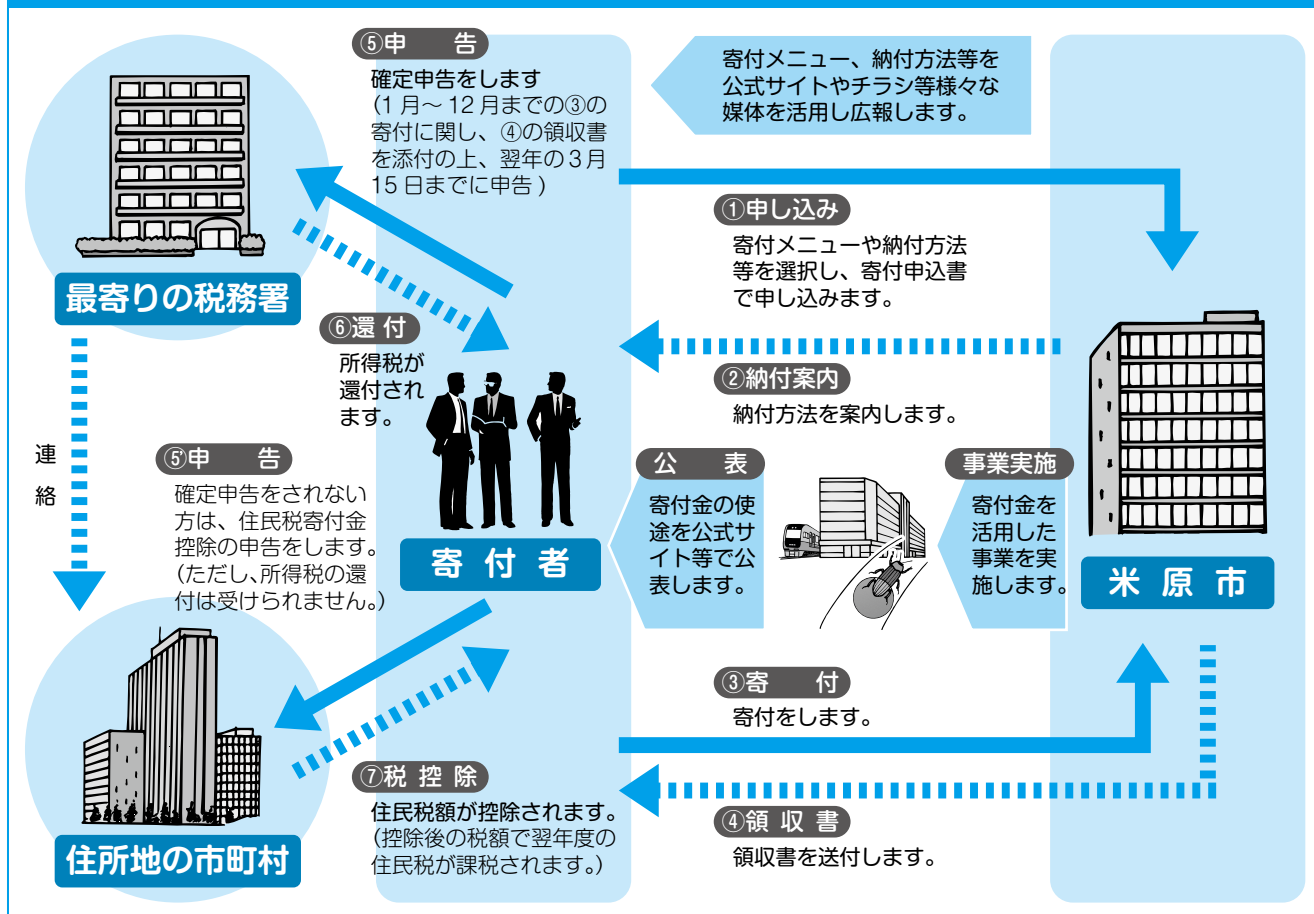 ⑤申　告
確定申告をします
(1月～12月までの③の
寄付に関し、④の領収書
を添付の上、翌年の3月
15日までに申告)
寄付メニュー、納付方法等を
公式サイトやチラシ等様々な
媒体を活用し広報します。
①申し込み
寄付メニューや納付方法
等を選択し、寄付申込書
で申し込みます。
最寄りの税務署
⑥還付
所得税が
還付され
ます。
②納付案内
納付方法を案内します。
連
絡
⑤'申　告
確定申告をされない
方は、住民税寄付金
控除の申告をします。
(ただし、所得税の還
付は受けられません。)
寄付者
公　表
寄付金の使
途を公式サ
イト等で公
表します。
事業実施
寄付金を
活用した
事業を実
施します。
米原市
③寄　付
寄付をします。
⑦税控除
住民税額が控除されます。
(控除後の税額で翌年度の
住民税が課税されます。)
④領収書
領収書を送付します。
住所地の市町村